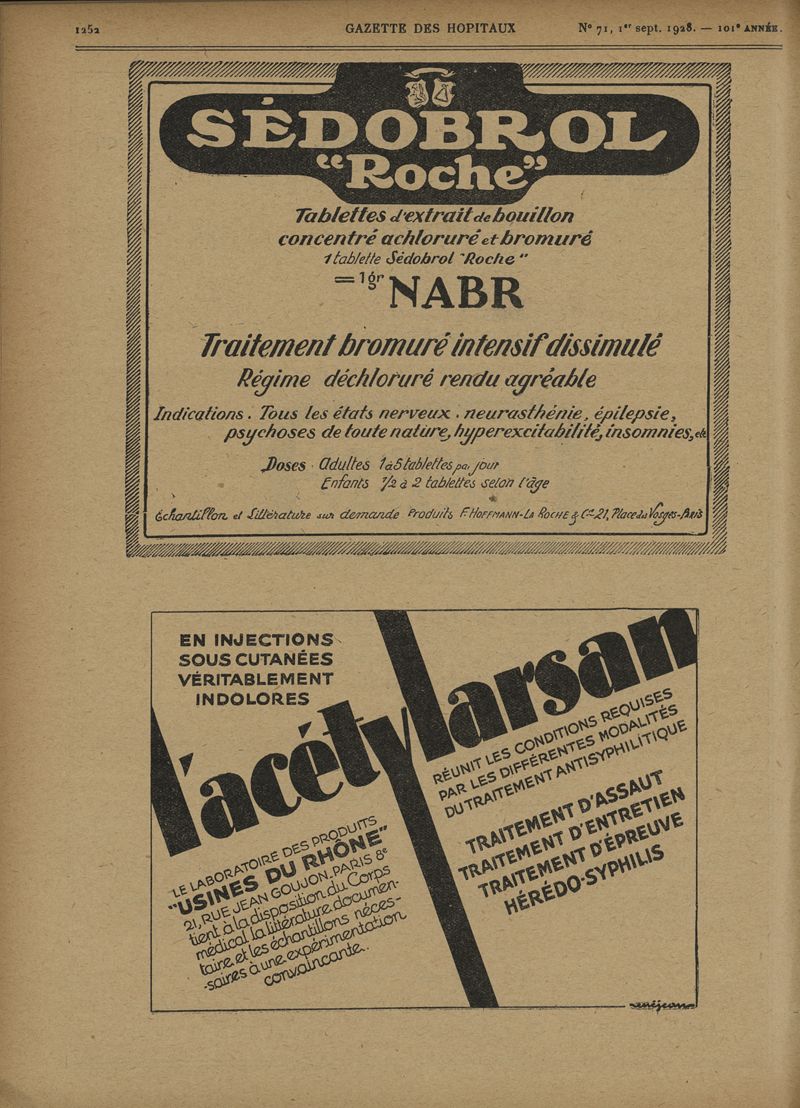 1252
GAZETTE DES HOPITAUX
N° 71, 1er sept. 1928. — 101e ANNÉE.
SÉDOBROL
"Roche"
Tablettes d'extrait de bouillon
concentré achloruré et bromuré
1 tablette Sédobrol "Roche"
= 1gr NABR
Traitement bromuré intensif dissimulé
Régime déchloruré rendu agréable
Indications. Tous les états nerveux. neurasthénie, épilepsie,
psychoses de toute nature, hyperexcitabilité, insomnies, etc
Doses. Adultes 1 à 5 tablettes par jour
Enfants 1/2 à 2 tablettes selon l'âge
Échantillon et Littérature sur demande Produits F. HOFFMANN-LA ROCHE & Cie 21, Place des Vosges-Paris
EN INJECTIONS
SOUS CUTANÉES
VÉRITABLEMENT
INDOLORES
l'acétylarsan
RÉUNIT LES CONDITIONS REQUISES
PAR LES DIFFÉRENTES MODALITÉS
DU TRAITEMENT ANTISYPHILITIQUE
TRAITEMENT D'ASSAUT
TRAITEMENT D'ENTRETIEN
TRAITEMENT D'ÉPREUVE
HÉRÉDO-SYPHILIS
LE LABORATOIRE DES PRODUITS
"USINES DU RHÔNE"
21, RUE JEAN GOUJON-PARIS 8e
tient à la disposition du Corps
médical la littérature documen-
taire et les échantillons néces-
-saires à une expérimentation
convaincante.